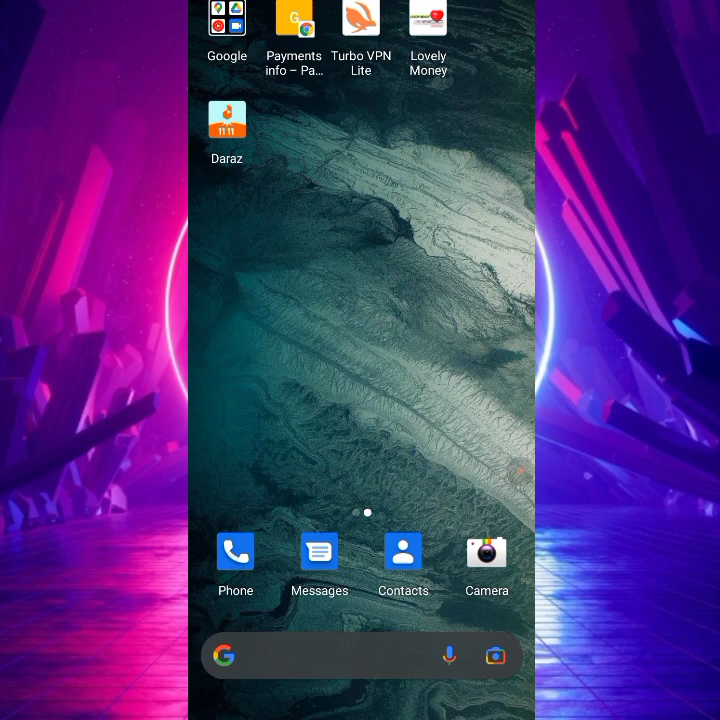 Google
Payments info – Pa...
Turbo VPN Lite
Lovely Money
G
11 11
Daraz
Phone
Messages
Contacts
Camera